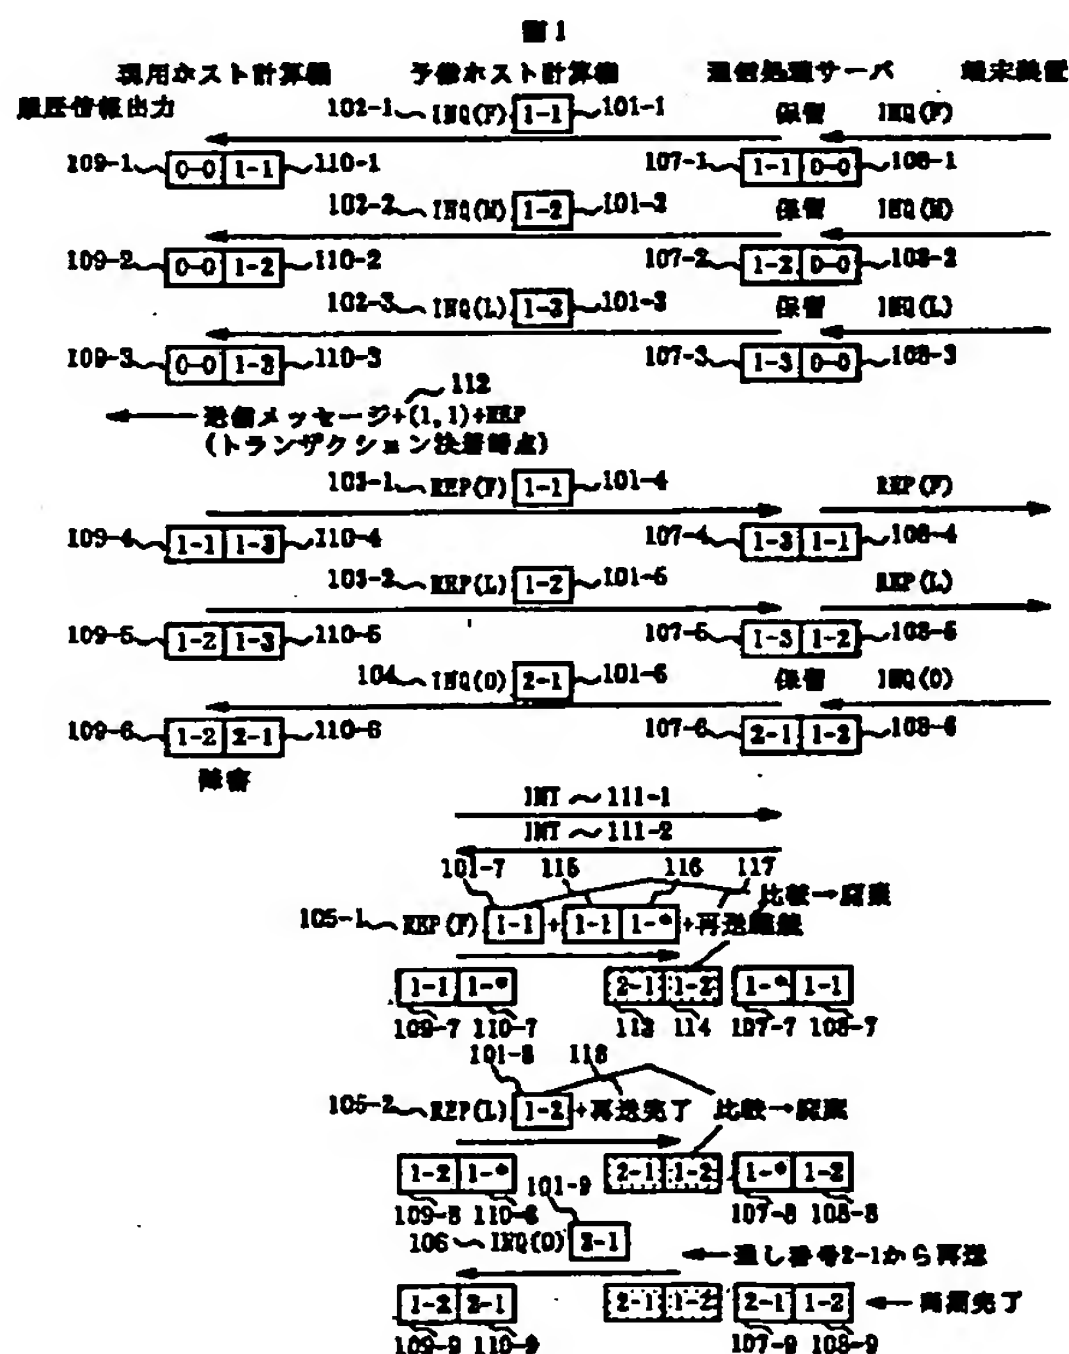 図1
現用ホスト計算機 予備ホスト計算機 通信処理サーバ 端末装置
履歴情報出力 102-1 INQ(F) 1-1 101-1 保留 INQ(F)
109-1 0-0 1-1 110-1 107-1 1-1 0-0 108-1
102-2 INQ(M) 1-2 101-2 保留 INQ(M)
109-2 0-0 1-2 110-2 107-2 1-2 0-0 108-2
102-3 INQ(L) 1-3 101-3 保留 INQ(L)
109-3 0-0 1-3 110-3 107-3 1-3 0-0 108-3
112
送信メッセージ+(1,1)+REP
(トランザクション決着時点)
103-1 REP(F) 1-1 101-4 REP(F)
109-4 1-1 1-3 110-4 107-4 1-3 1-1 108-4
103-2 REP(L) 1-2 101-5 REP(L)
109-5 1-2 1-3 110-5 107-5 1-3 1-2 108-5
104 INQ(O) 2-1 101-6 保留 INQ(O)
109-6 1-2 2-1 110-6 107-6 2-1 1-2 108-6
障害
INT 111-1
INT 111-2
101-7 115 116 117
比較→廃棄
105-1 REP(F) 1-1 + 1-1 1-* +再送継続
1-1 1-* 2-1 1-2 1-* 1-1
109-7 110-7 113 114 107-7 108-7
101-8 118
105-2 REP(L) 1-2 +再送完了 比較→廃棄
1-2 1-* 2-1 1-2 1-* 1-2
109-8 110-8 101-9 107-8 108-8
106 INQ(O) 2-1 通し番号2-1から再送
1-2 2-1 2-1 1-2 2-1 1-2 再開完了
109-9 110-9 107-9 108-9